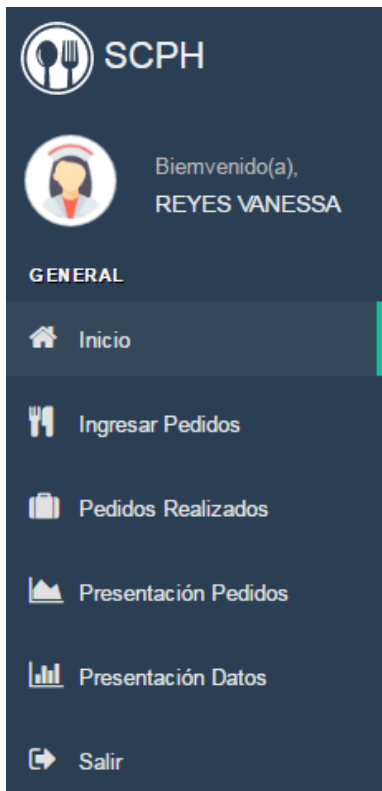 SCPH
Biemvenido(a),
REYES VANESSA
GENERAL
Inicio
Ingresar Pedidos
Pedidos Realizados
Presentación Pedidos
Presentación Datos
Salir